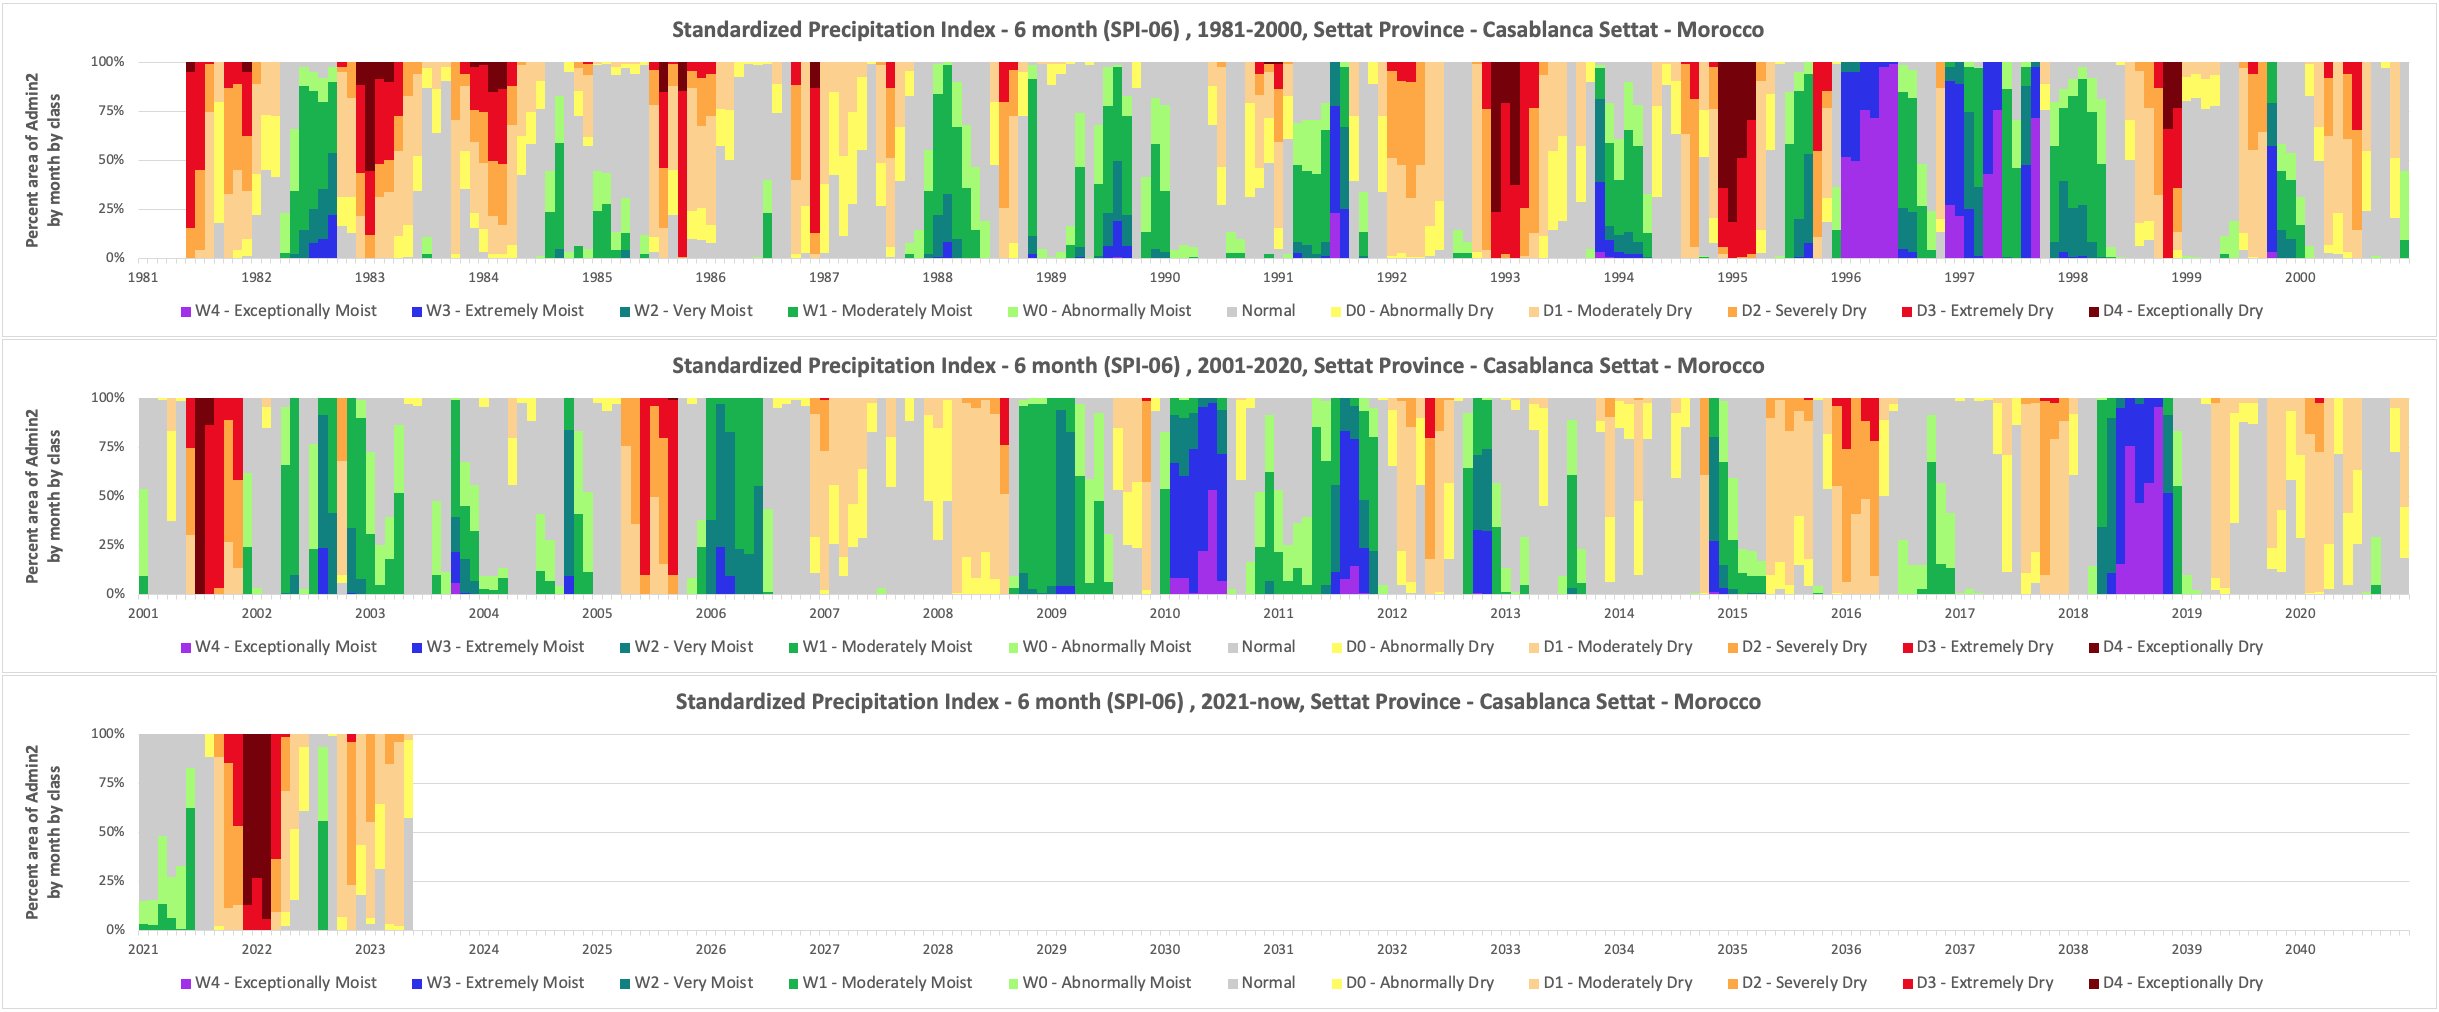 Standardized Precipitation Index - 6 month (SPI-06) , 1981-2000, Settat Province - Casablanca Settat - Morocco
Percent area of Admin2
by month by class
100%
75%
50%
25%
0%
1981 1982 1983 1984 1985 1986 1987 1988 1989 1990 1991 1992 1993 1994 1995 1996 1997 1998 1999 2000
W4 - Exceptionally Moist W3 - Extremely Moist W2 - Very Moist W1 - Moderately Moist W0 - Abnormally Moist Normal D0 - Abnormally Dry D1 - Moderately Dry D2 - Severely Dry D3 - Extremely Dry D4 - Exceptionally Dry
Standardized Precipitation Index - 6 month (SPI-06) , 2001-2020, Settat Province - Casablanca Settat - Morocco
Percent area of Admin2
by month by class
100%
75%
50%
25%
0%
2001 2002 2003 2004 2005 2006 2007 2008 2009 2010 2011 2012 2013 2014 2015 2016 2017 2018 2019 2020
W4 - Exceptionally Moist W3 - Extremely Moist W2 - Very Moist W1 - Moderately Moist W0 - Abnormally Moist Normal D0 - Abnormally Dry D1 - Moderately Dry D2 - Severely Dry D3 - Extremely Dry D4 - Exceptionally Dry
Standardized Precipitation Index - 6 month (SPI-06) , 2021-now, Settat Province - Casablanca Settat - Morocco
Percent area of Admin2
by month by class
100%
75%
50%
25%
0%
2021 2022 2023 2024 2025 2026 2027 2028 2029 2030 2031 2032 2033 2034 2035 2036 2037 2038 2039 2040
W4 - Exceptionally Moist W3 - Extremely Moist W2 - Very Moist W1 - Moderately Moist W0 - Abnormally Moist Normal D0 - Abnormally Dry D1 - Moderately Dry D2 - Severely Dry D3 - Extremely Dry D4 - Exceptionally Dry